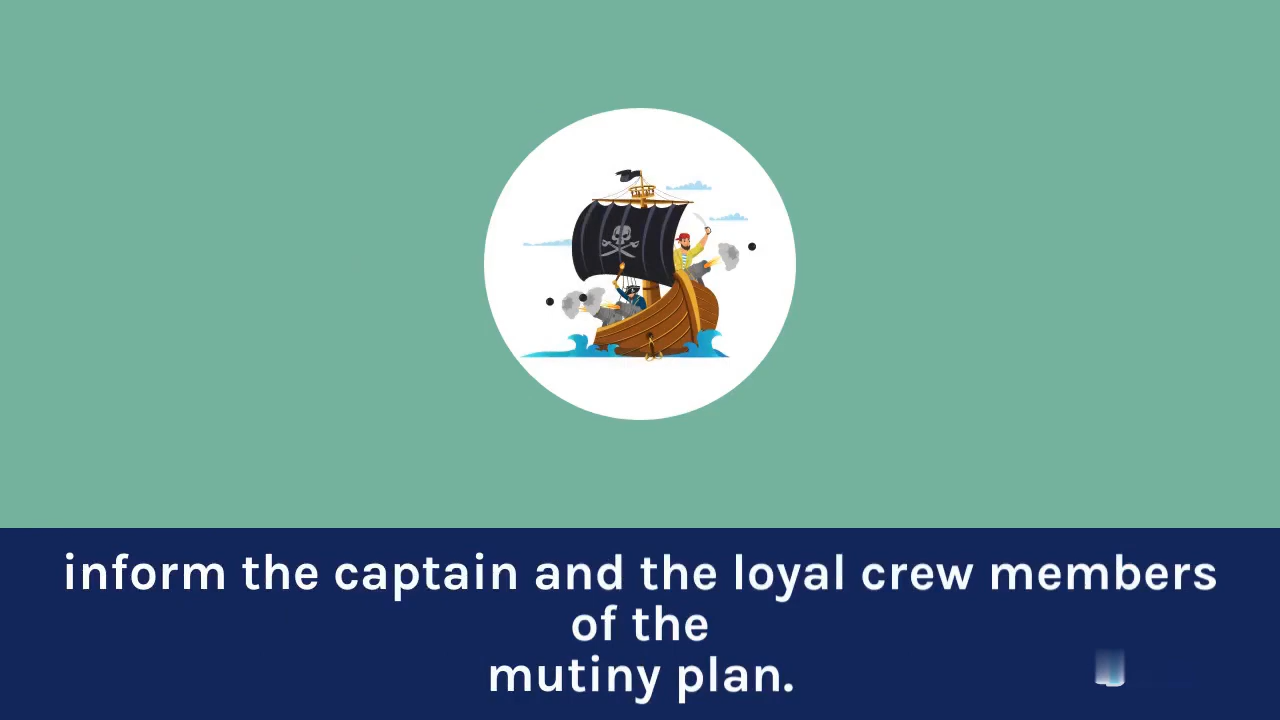 inform the captain and the loyal crew members
of the
mutiny plan.